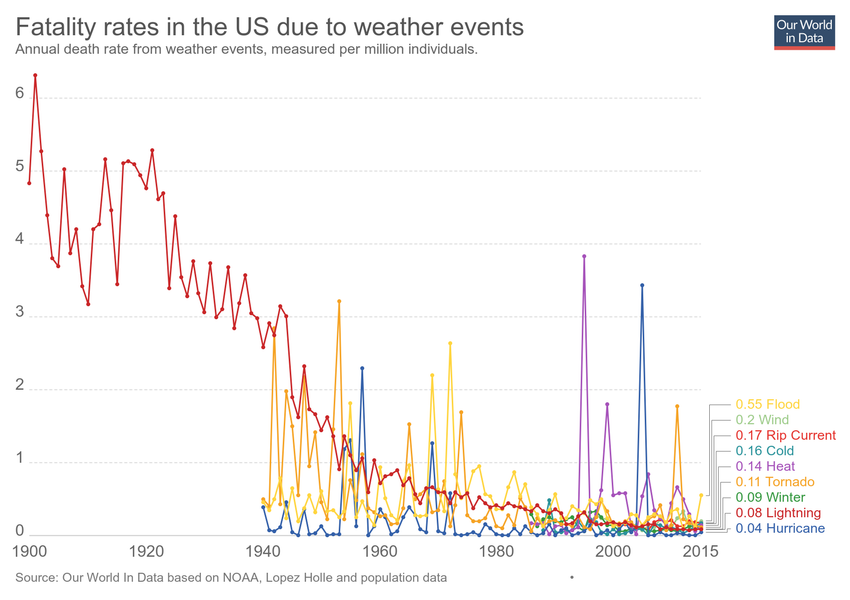 Fatality rates in the US due to weather events
Annual death rate from weather events, measured per million individuals.
Our World
in Data
6
5
4
3
2
1
0
1900
1920
1940
1960
1980
2000
2015
0.55 Flood
0.2 Wind
0.17 Rip Current
0.16 Cold
0.14 Heat
0.11 Tornado
0.09 Winter
0.08 Lightning
0.04 Hurricane
Source: Our World In Data based on NOAA, Lopez Holle and population data